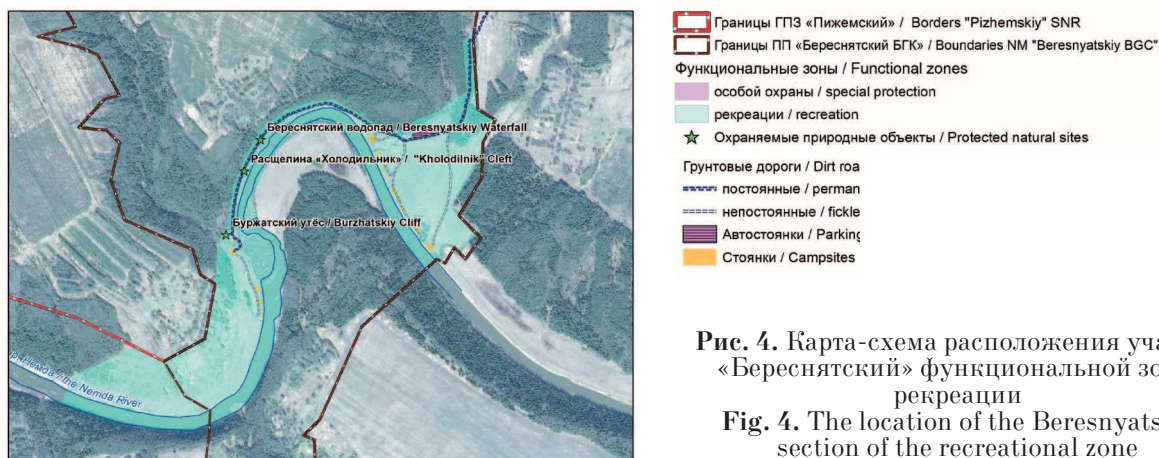 Береснятский водопад / Beresnyatskiy Waterfall
Расщелина «Холодильник» / "Kholodilnik" Cleft
Буржатский утёс / Burzhatskiy Cliff
р. Немда / the Nemda River
Границы ГПЗ «Пижемский» / Borders "Pizhemskiy" SNR
Границы ПП «Береснятский БГК» / Boundaries NM "Beresnyatskiy BGC"
Функциональные зоны / Functional zones
особой охраны / special protection
рекреации / recreation
Охраняемые природные объекты / Protected natural sites
Грунтовые дороги / Dirt roa
постоянные / perman
непостоянные / fickle
Автостоянки / Parking
Стоянки / Campsites
Рис. 4. Карта-схема расположения уча
«Береснятский» функциональной зо
рекреации
Fig. 4. The location of the Beresnyats
section of the recreational zone